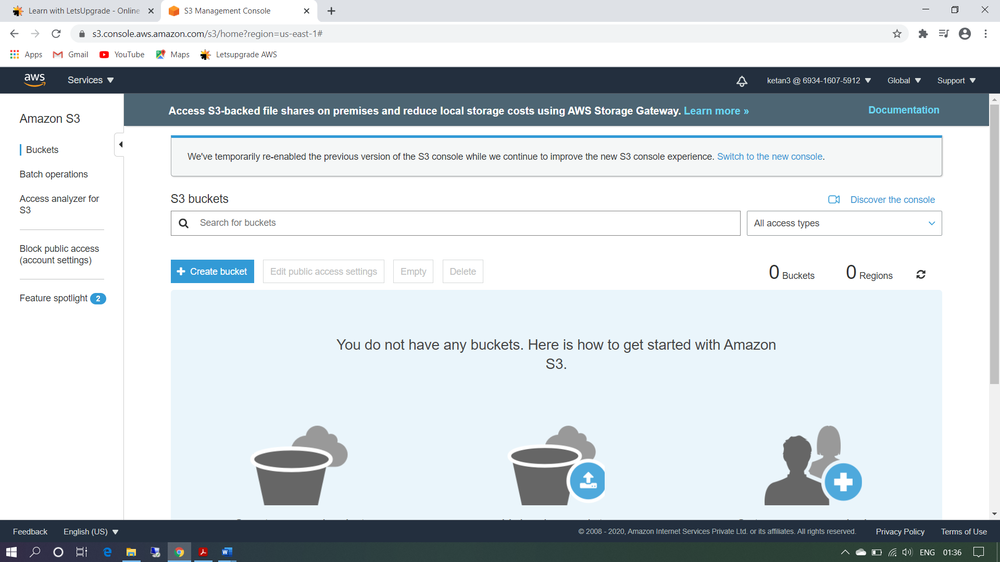 Learn with LetsUpgrade - Online
S3 Management Console
s3.console.aws.amazon.com/s3/home?region=us-east-1#
Apps
Gmail
YouTube
Maps
Letsupgrade AWS
aws
Services
ketan3 @ 6934-1607-5912
Global
Support
Amazon S3
Buckets
Batch operations
Access analyzer for
S3
Block public access
(account settings)
Feature spotlight 2
Access S3-backed file shares on premises and reduce local storage costs using AWS Storage Gateway. Learn more »
Documentation
We've temporarily re-enabled the previous version of the S3 console while we continue to improve the new S3 console experience. Switch to the new console.
S3 buckets
Discover the console
Search for buckets
All access types
Create bucket
Edit public access settings
Empty
Delete
0 Buckets
0 Regions
You do not have any buckets. Here is how to get started with Amazon
S3.
Feedback
English (US)
© 2008 - 2020, Amazon Internet Services Private Ltd. or its affiliates. All rights reserved.
Privacy Policy
Terms of Use
ENG
01:36